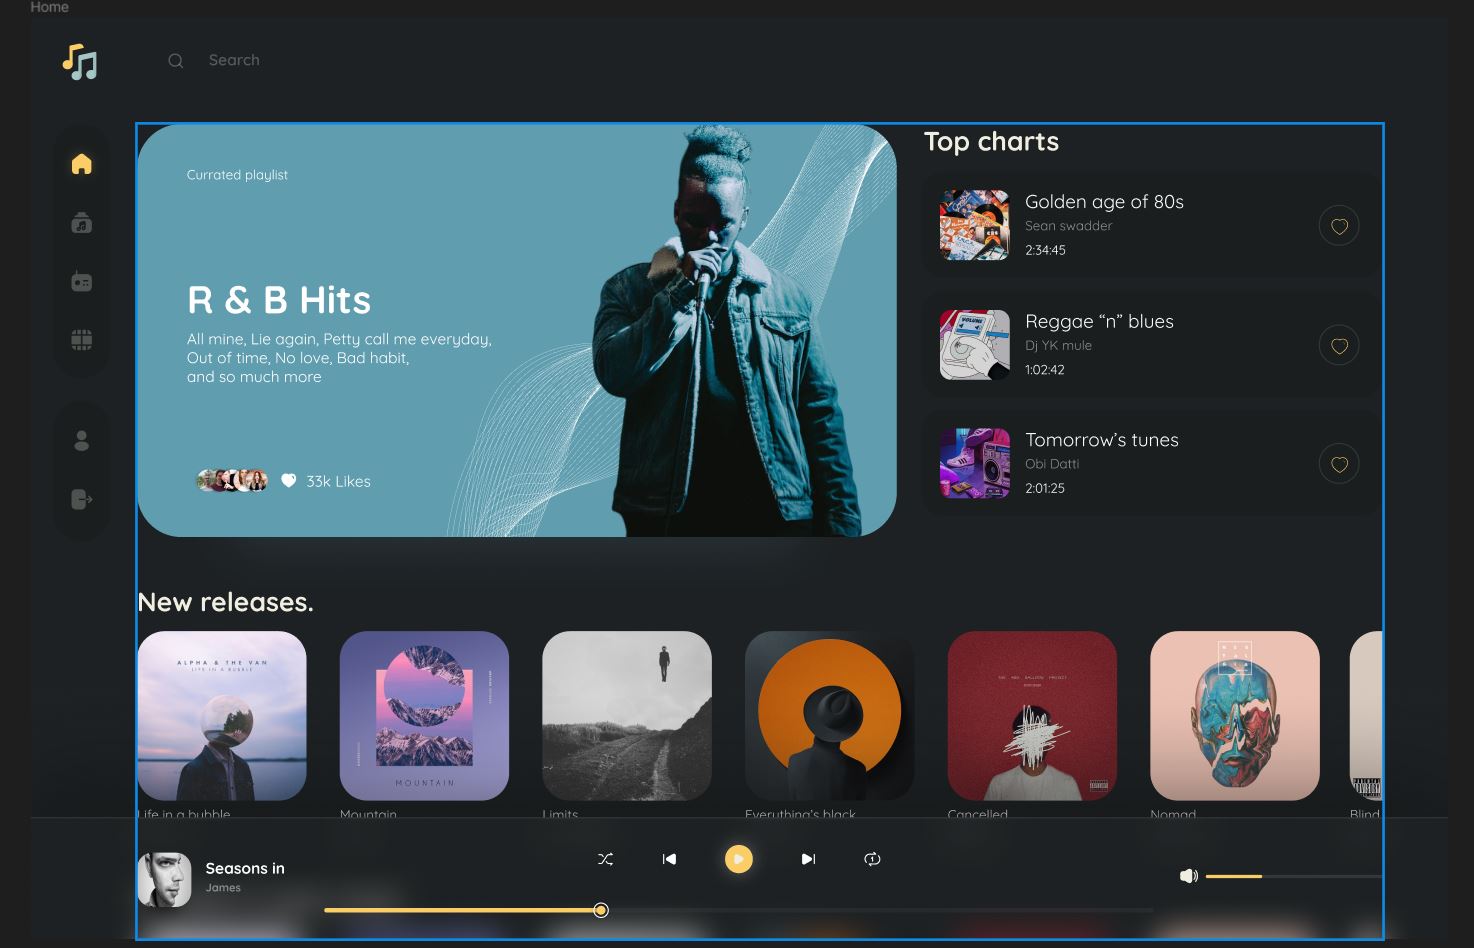 Home
Search
Currated playlist
R & B Hits
All mine, Lie again, Petty call me everyday,
Out of time, No love, Bad habit,
and so much more
33k Likes
Top charts
Golden age of 80s
Sean swadder
2:34:45
Reggae “n” blues
Dj YK mule
1:02:42
Tomorrow’s tunes
Obi Datti
2:01:25
New releases.
ALPHA & THE VAN
LIFE IN A BUBBLE
MOUNTAIN
Life in a bubble
Mountain
Limits
Everything’s black
Cancelled
Nomad
Blind
Seasons in
James